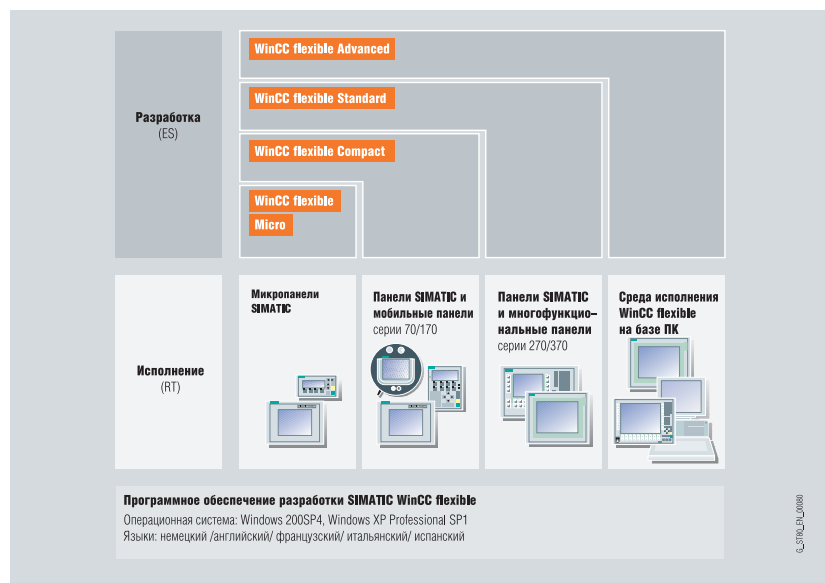 WinCC flexible Advanced
WinCC flexible Standard
Разработка
(ES)
WinCC flexible Compact
WinCC flexible
Micro
Микропанели
SIMATIC
Панели SIMATIC и
мобильные панели
серии 70/170
Панели SIMATIC
и многофункцио–
нальные панели
серии 270/370
Среда исполнения
WinCC flexible
на базе ПК
Исполнение
(RT)
Программное обеспечение разработки SIMATIC WinCC flexible
Операционная система: Windows 200SP4, Windows XP Professional SP1
Языки: немецкий /английский/ французский/ итальянский/ испанский
G_ST80_EN_00080